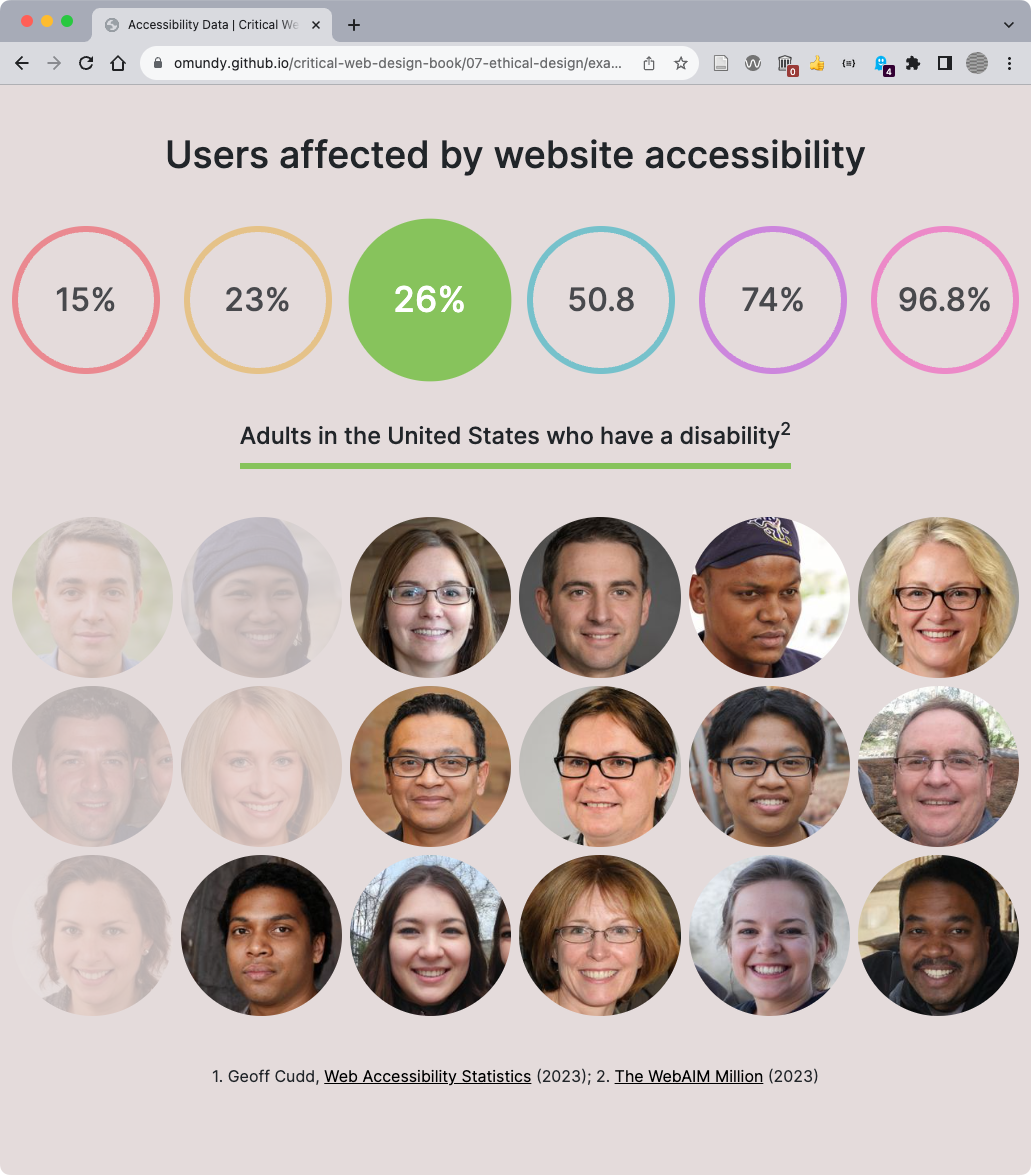 Accessibility Data | Critical We
omundy.github.io/critical-web-design-book/07-ethical-design/exa...
0
4
Users affected by website accessibility
15%
23%
26%
50.8
74%
96.8%
Adults in the United States who have a disability²
1. Geoff Cudd, Web Accessibility Statistics (2023); 2. The WebAIM Million (2023)